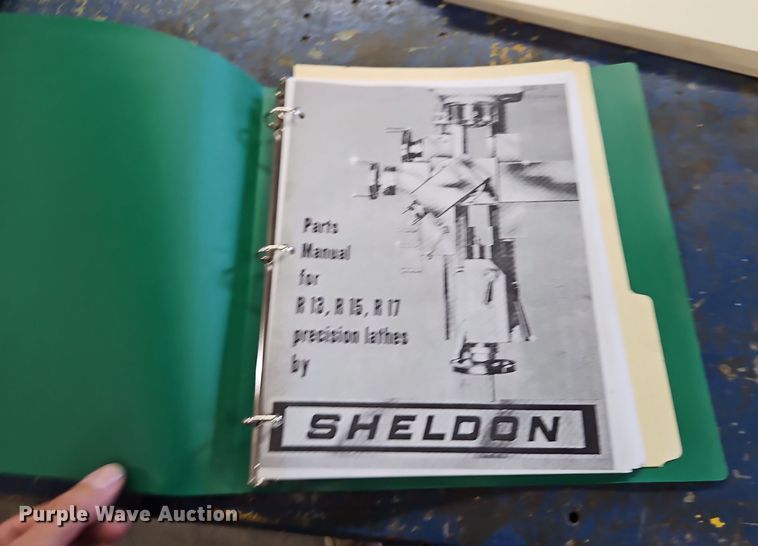 Parts
Manual
for
R 13, R 15, R 17
precision lathes
by
SHELDON
Purple Wave Auction